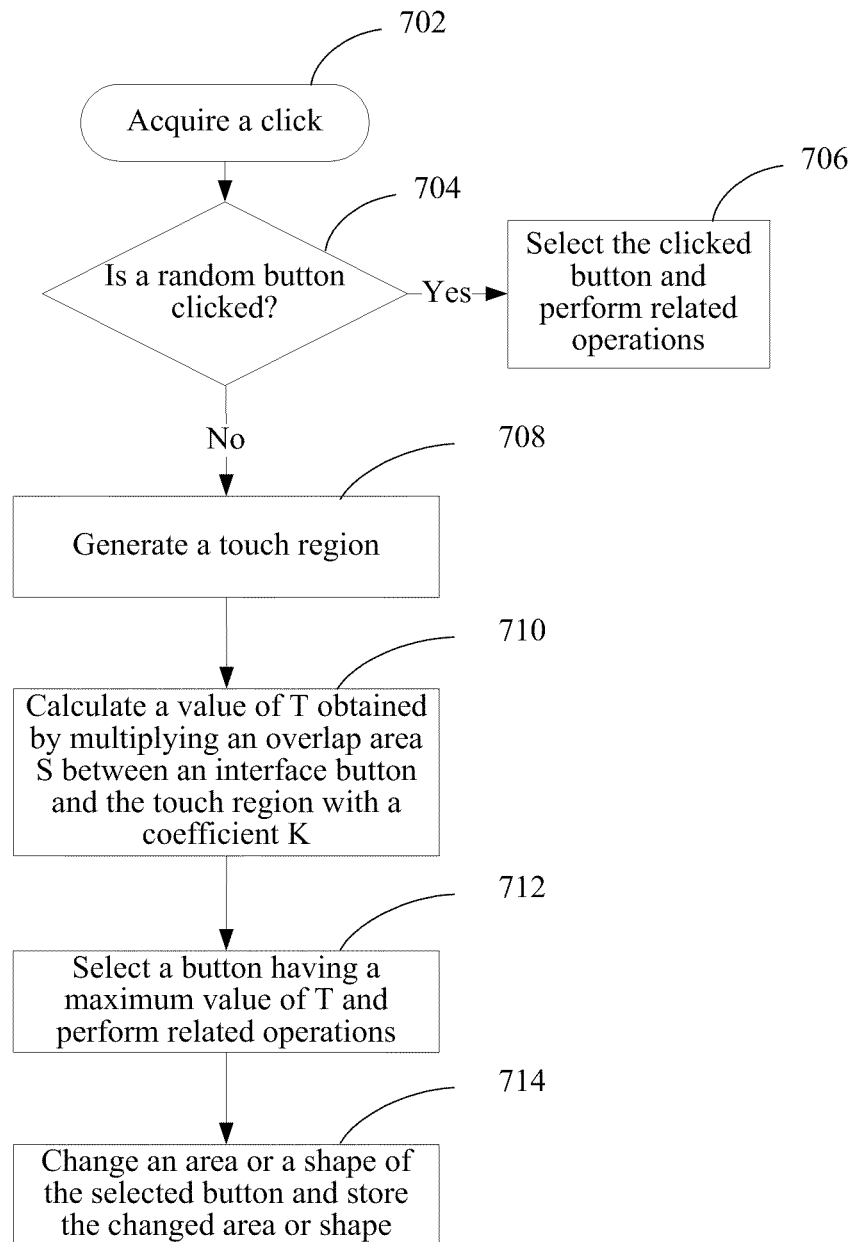 702
Acquire a click
704
706
Is a random button
clicked?
Yes
Select the clicked
button and
perform related
operations
No
708
Generate a touch region
710
Calculate a value of T obtained
by multiplying an overlap area
S between an interface button
and the touch region with a
coefficient K
712
Select a button having a
maximum value of T and
perform related operations
714
Change an area or a shape of
the selected button and store
the changed area or shape